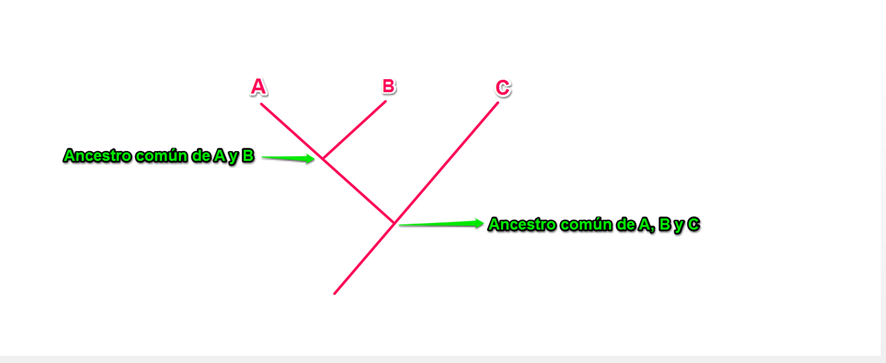 A
B
C
Ancestro común de A y B
Ancestro común de A, B y C